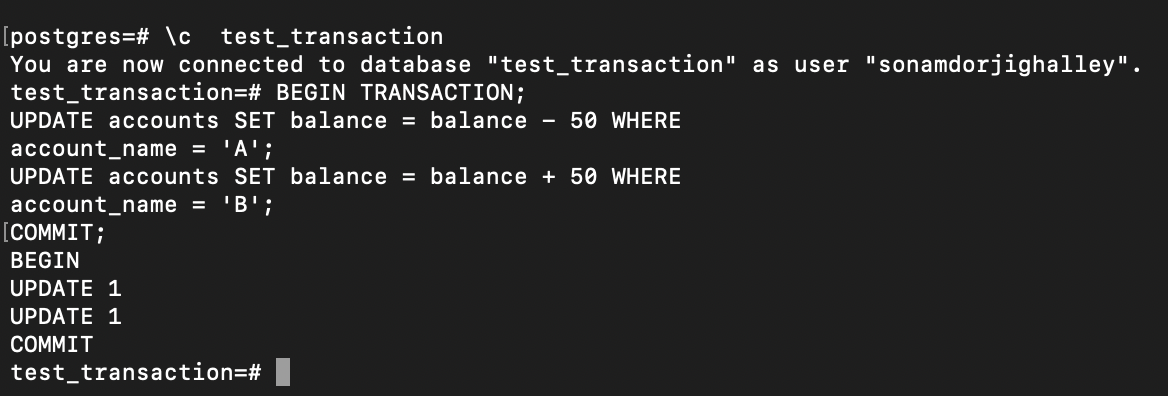 [postgres=# \c  test_transaction
You are now connected to database "test_transaction" as user "sonamdorjighalley".
test_transaction=# BEGIN TRANSACTION;
UPDATE accounts SET balance = balance - 50 WHERE
account_name = 'A';
UPDATE accounts SET balance = balance + 50 WHERE
account_name = 'B';
[COMMIT;
BEGIN
UPDATE 1
UPDATE 1
COMMIT
test_transaction=#